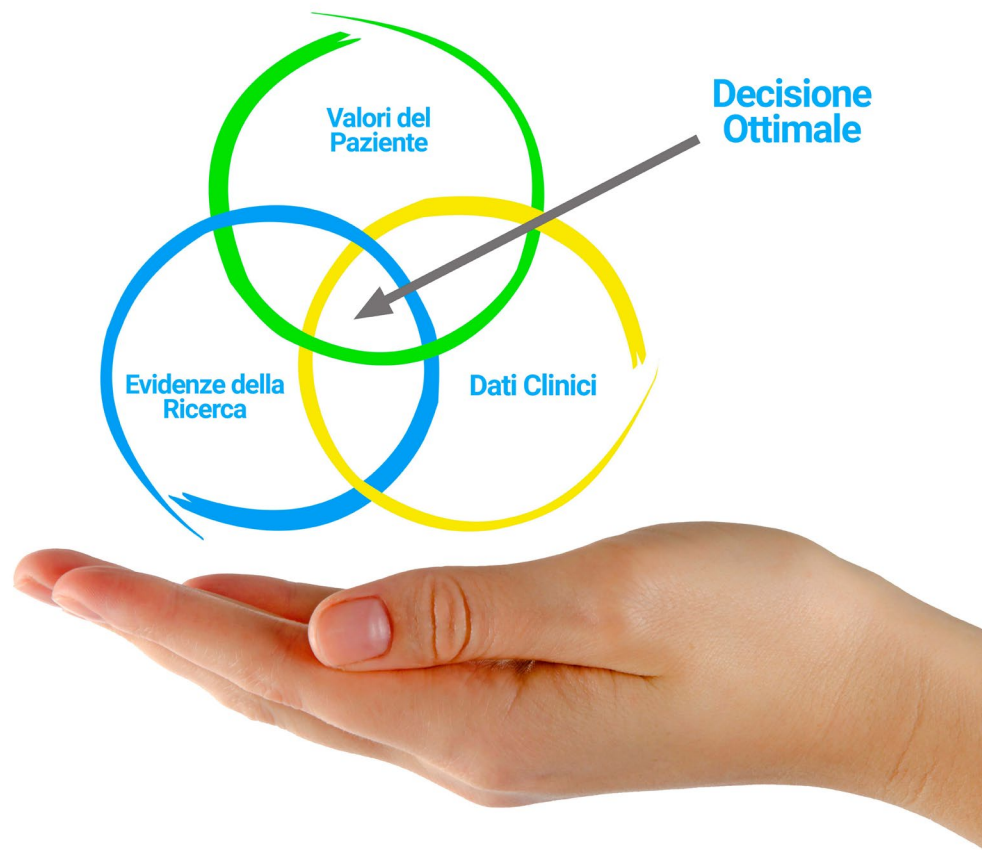 Valori del
Paziente
Decisione
Ottimale
Evidenze della
Ricerca
Dati Clinici